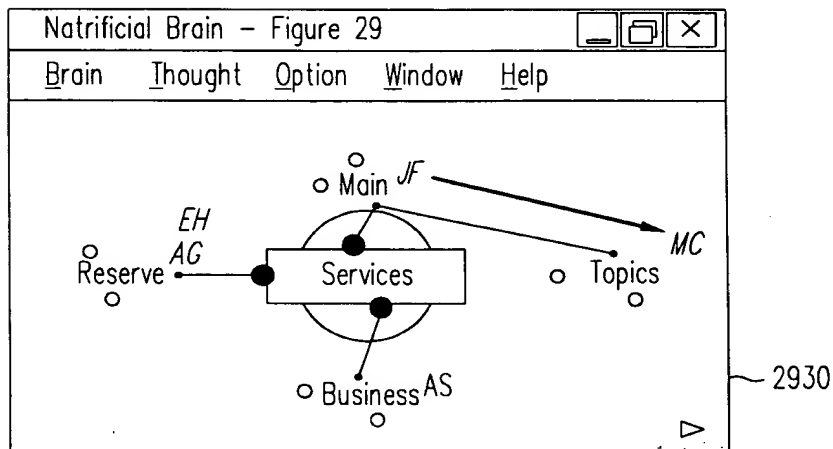 Natrificial Brain – Figure 29
Brain Thought Option Window Help
Main JF
EH
AG
MC
Reserve
Services
Topics
Business AS
2930